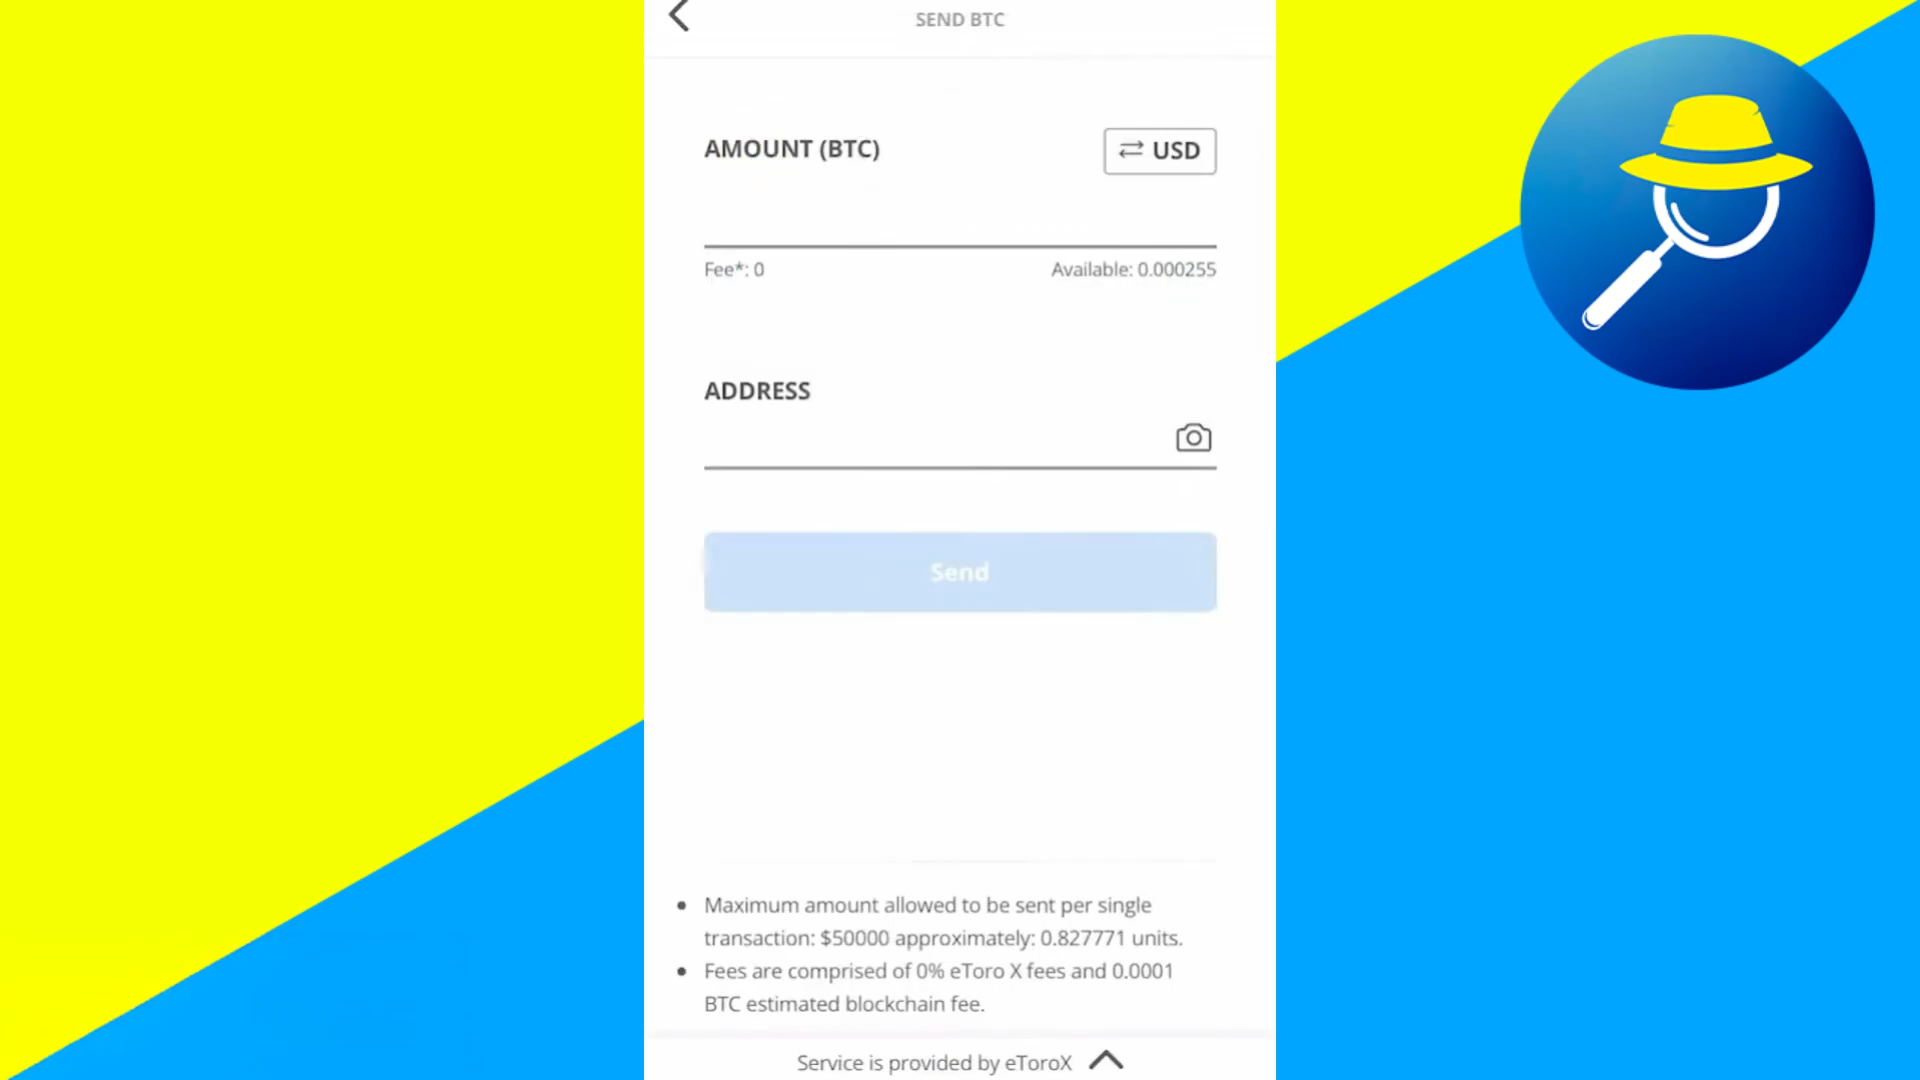 SEND BTC
AMOUNT (BTC)
USD
Fee*: 0
Available: 0.000255
ADDRESS
Send
• Maximum amount allowed to be sent per single
transaction: $50000 approximately: 0.827771 units.
• Fees are comprised of 0% eToro X fees and 0.0001
BTC estimated blockchain fee.
Service is provided by eToroX